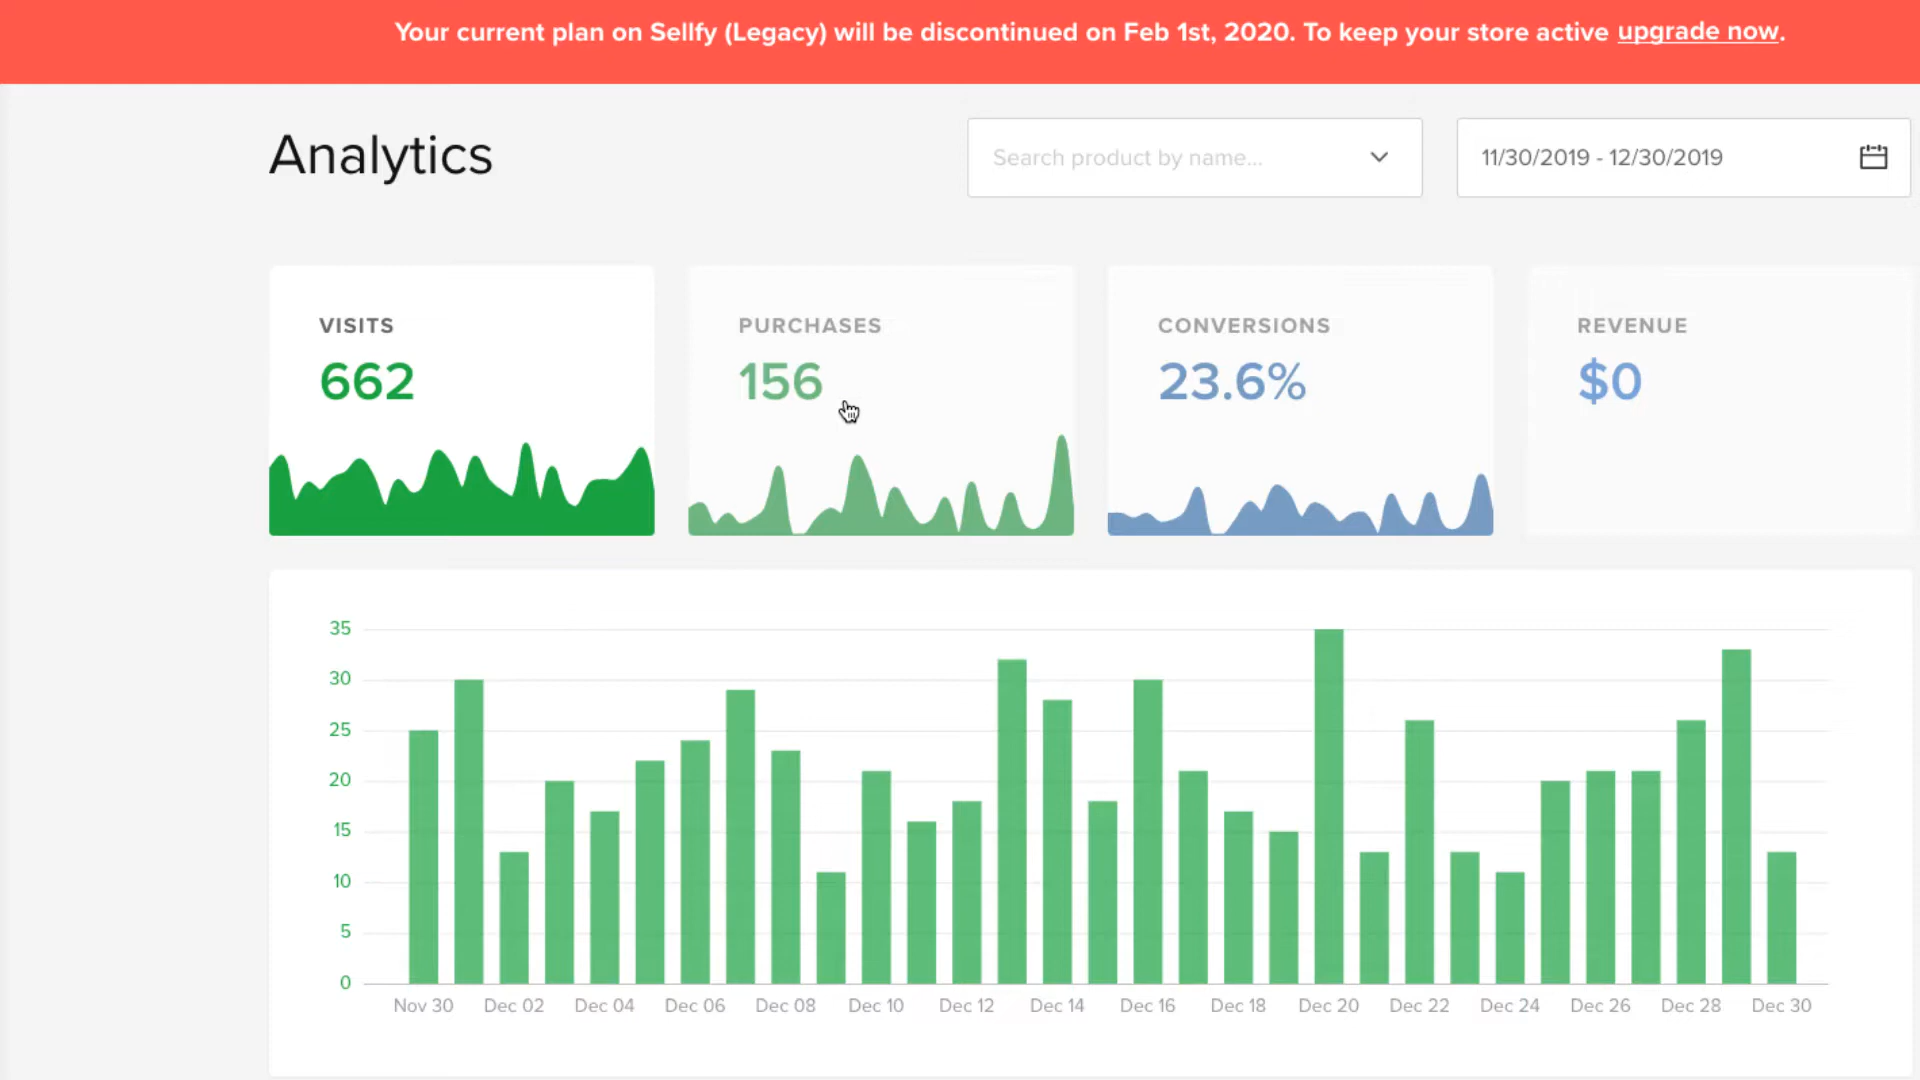 Your current plan on Sellfy (Legacy) will be discontinued on Feb 1st, 2020. To keep your store active upgrade now.
Analytics
Search product by name...
11/30/2019 - 12/30/2019
VISITS
662
PURCHASES
156
CONVERSIONS
23.6%
REVENUE
$0
35
30
25
20
15
10
5
0
Nov 30 Dec 02 Dec 04 Dec 06 Dec 08 Dec 10 Dec 12 Dec 14 Dec 16 Dec 18 Dec 20 Dec 22 Dec 24 Dec 26 Dec 28 Dec 30